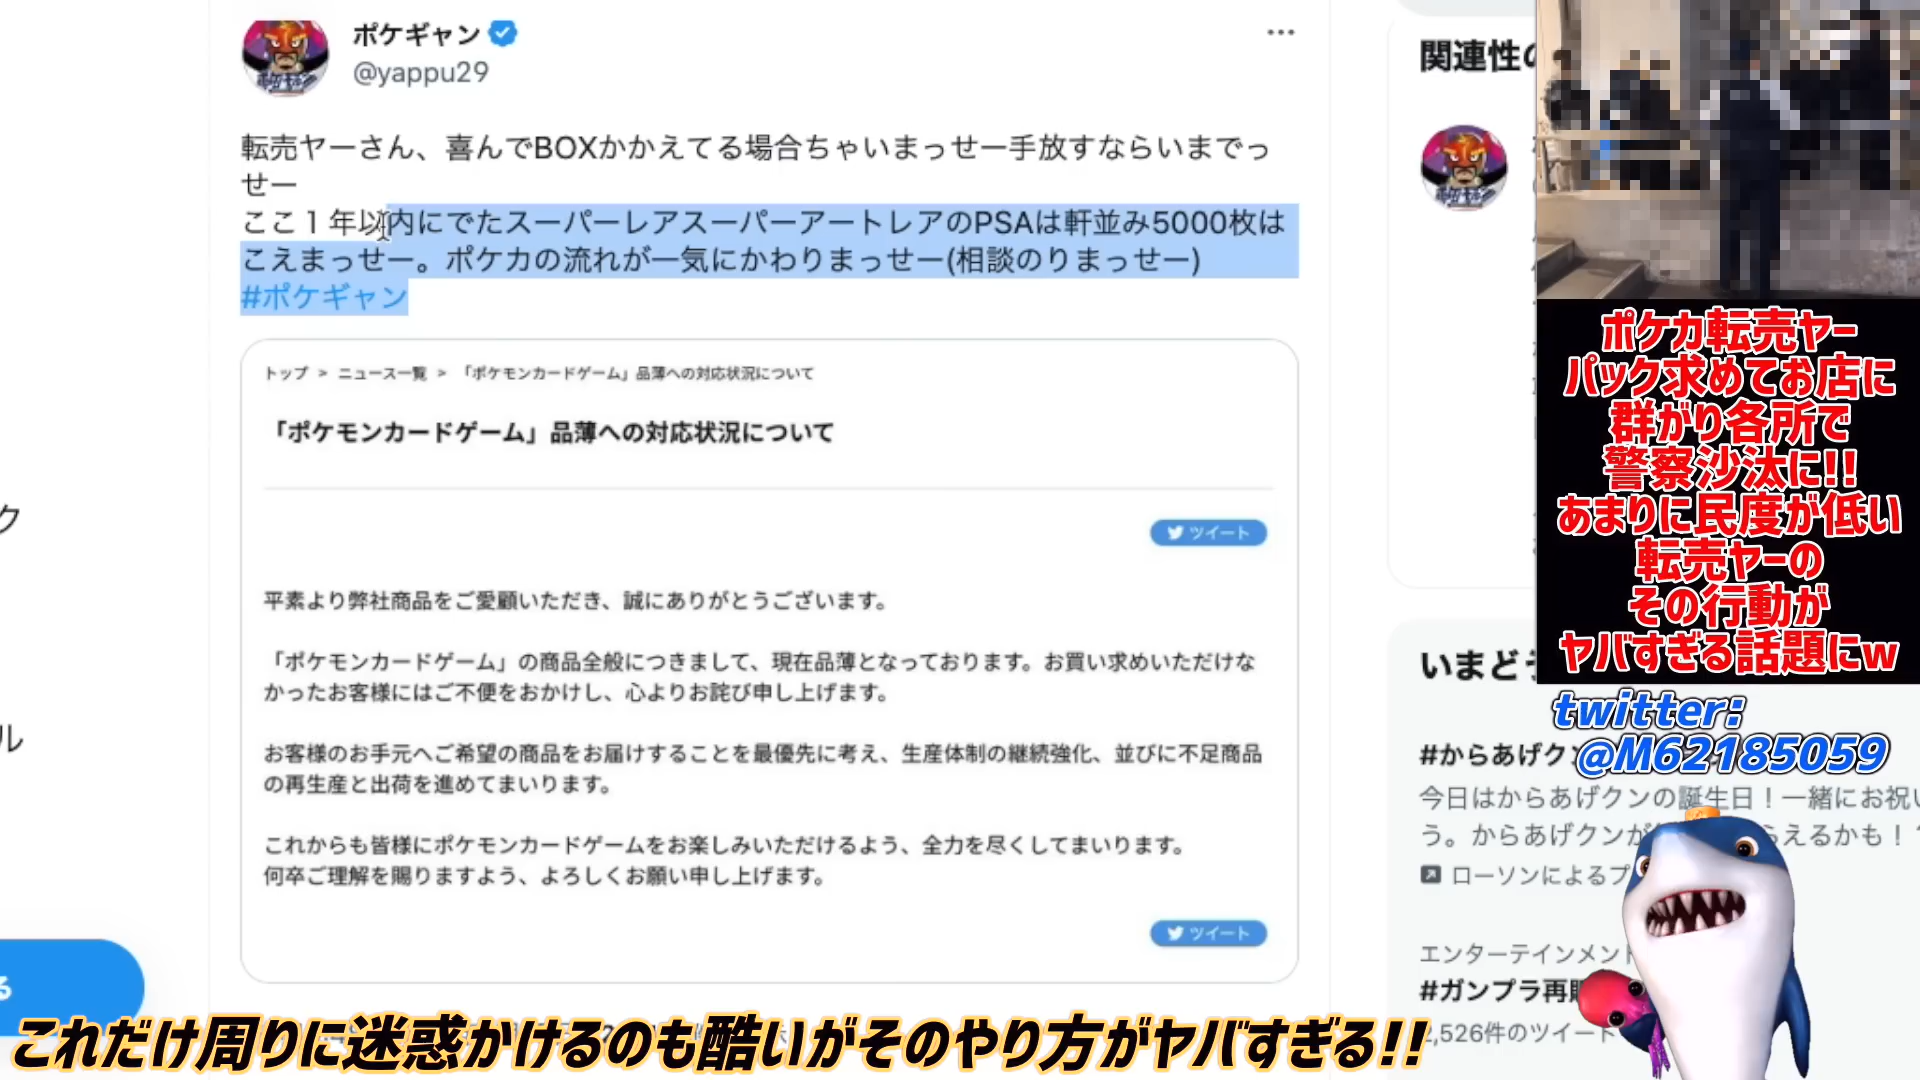 ポケギャン
@yappu29
転売ヤーさん、喜んでBOXかかえてる場合ちゃいまっせー手放すならいまでっ
せー
ここ１年以内にでたスーパーレアスーパーアートレアのPSAは軒並み5000枚は
こえまっせー。ポケカの流れが一気にかわりまっせー(相談のりまっせー)
#ポケギャン
トップ > ニュース一覧 > 「ポケモンカードゲーム」品薄への対応状況について
「ポケモンカードゲーム」品薄への対応状況について
ツイート
平素より弊社商品をご愛顧いただき、誠にありがとうございます。
「ポケモンカードゲーム」の商品全般につきまして、現在品薄となっております。お買い求めいただけな
かったお客様にはご不便をおかけし、心よりお詫び申し上げます。
お客様のお手元へご希望の商品をお届けすることを最優先に考え、生産体制の継続強化、並びに不足商品
の再生産と出荷を進めてまいります。
これからも皆様にポケモンカードゲームをお楽しみいただけるよう、全力を尽くしてまいります。
何卒ご理解を賜りますよう、よろしくお願い申し上げます。
ツイート
ク
ル
る
関連性の
いまどう
#からあげクン
今日はからあげクンの誕生日！一緒にお祝い
う。からあげクンが らえるかも！
ローソンによるプ
エンターテインメント
#ガンプラ再販
2,526件のツイート
ポケカ転売ヤー
パック求めてお店に
群がり各所で
警察沙汰に!!
あまりに民度が低い
転売ヤーの
その行動が
ヤバすぎる話題にw
twitter:
@M62185059
これだけ周りに迷惑かけるのも酷いがそのやり方がヤバすぎる!!